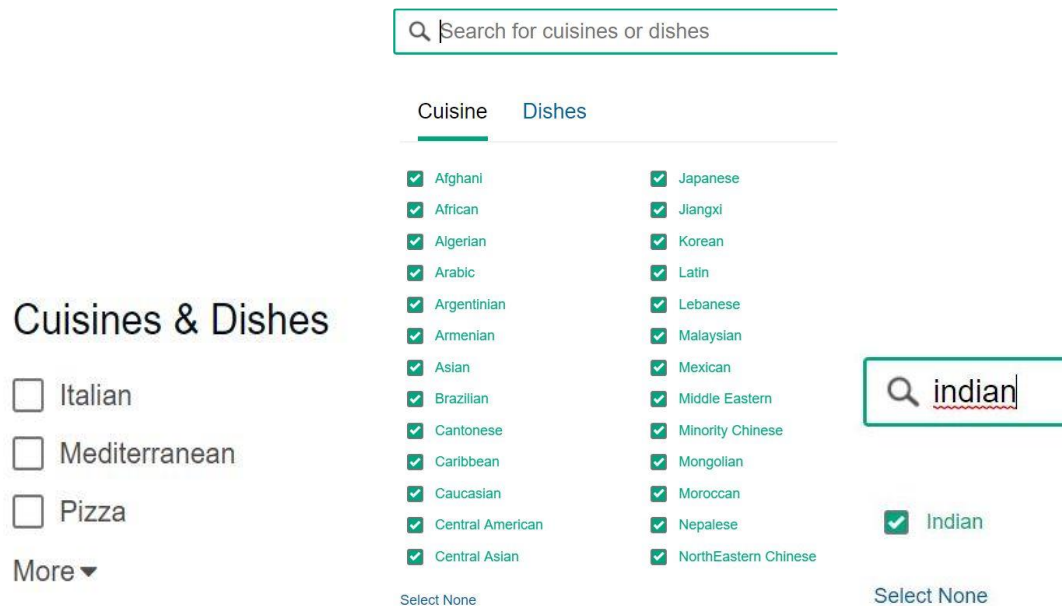 Cuisines & Dishes
Italian
Mediterranean
Pizza
More
Search for cuisines or dishes
Cuisine Dishes
Afghani
African
Algerian
Arabic
Argentinian
Armenian
Asian
Brazilian
Cantonese
Caribbean
Caucasian
Central American
Central Asian
Japanese
Jiangxi
Korean
Latin
Lebanese
Malaysian
Mexican
Middle Eastern
Minority Chinese
Mongolian
Moroccan
Nepalese
NorthEastern Chinese
Select None
indian
Indian
Select None